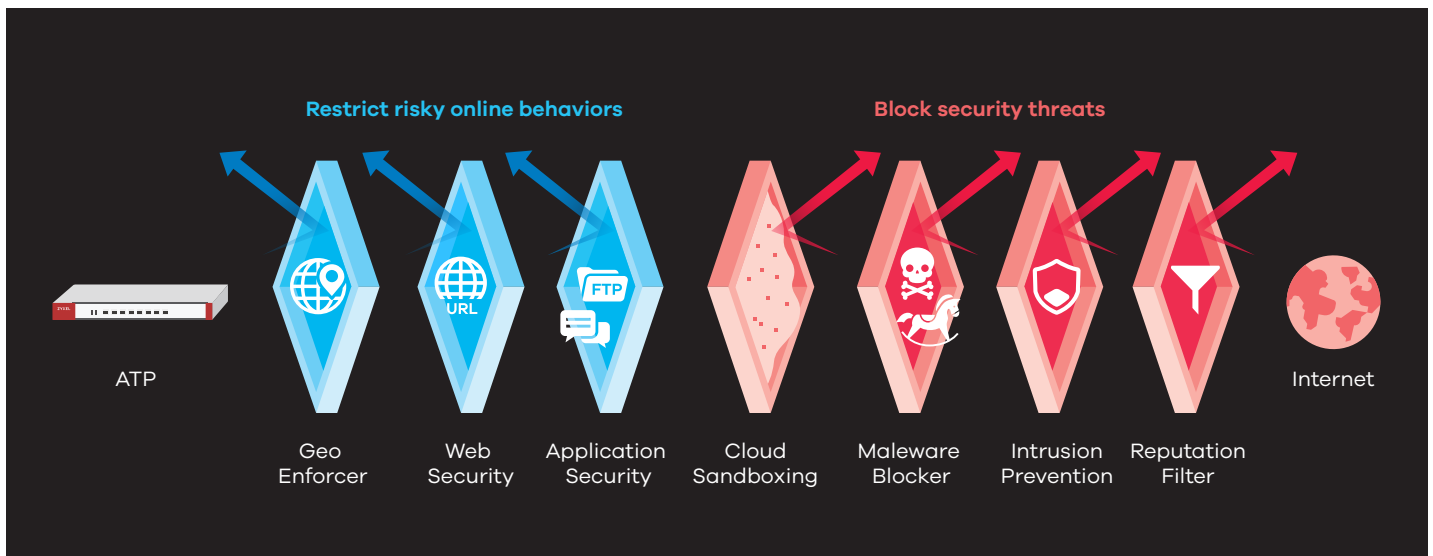 Restrict risky online behaviors
Block security threats
ZYXEL
URL
FTP
ATP
Internet
Geo
Enforcer
Web
Security
Application
Security
Cloud
Sandboxing
Maleware
Blocker
Intrusion
Prevention
Reputation
Filter